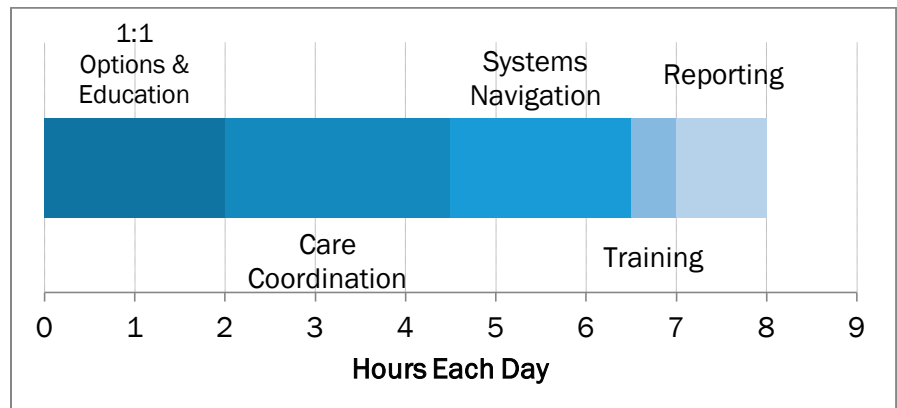 1:1
Options &
Education
Systems
Navigation
Reporting
Care
Coordination
Training
0 1 2 3 4 5 6 7 8 9
Hours Each Day